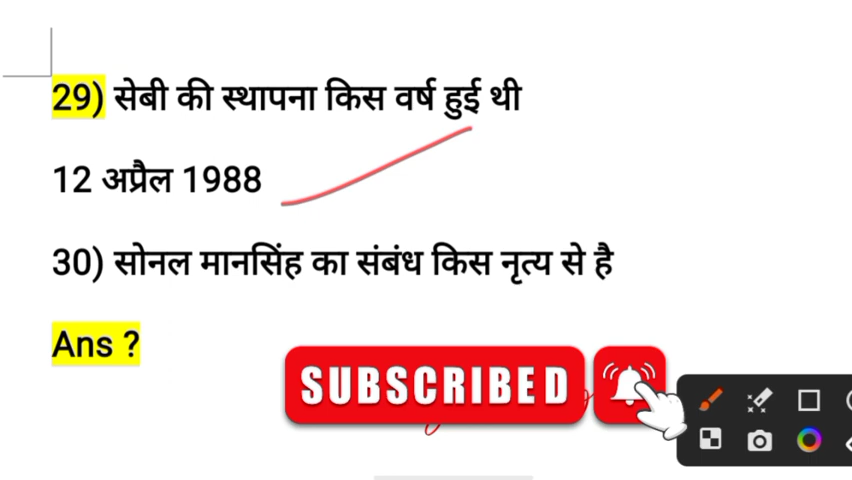 29) सेबी की स्थापना किस वर्ष हुई थी
12 अप्रैल 1988
30) सोनल मानसिंह का संबंध किस नृत्य से है
Ans ?
SUBSCRIBED